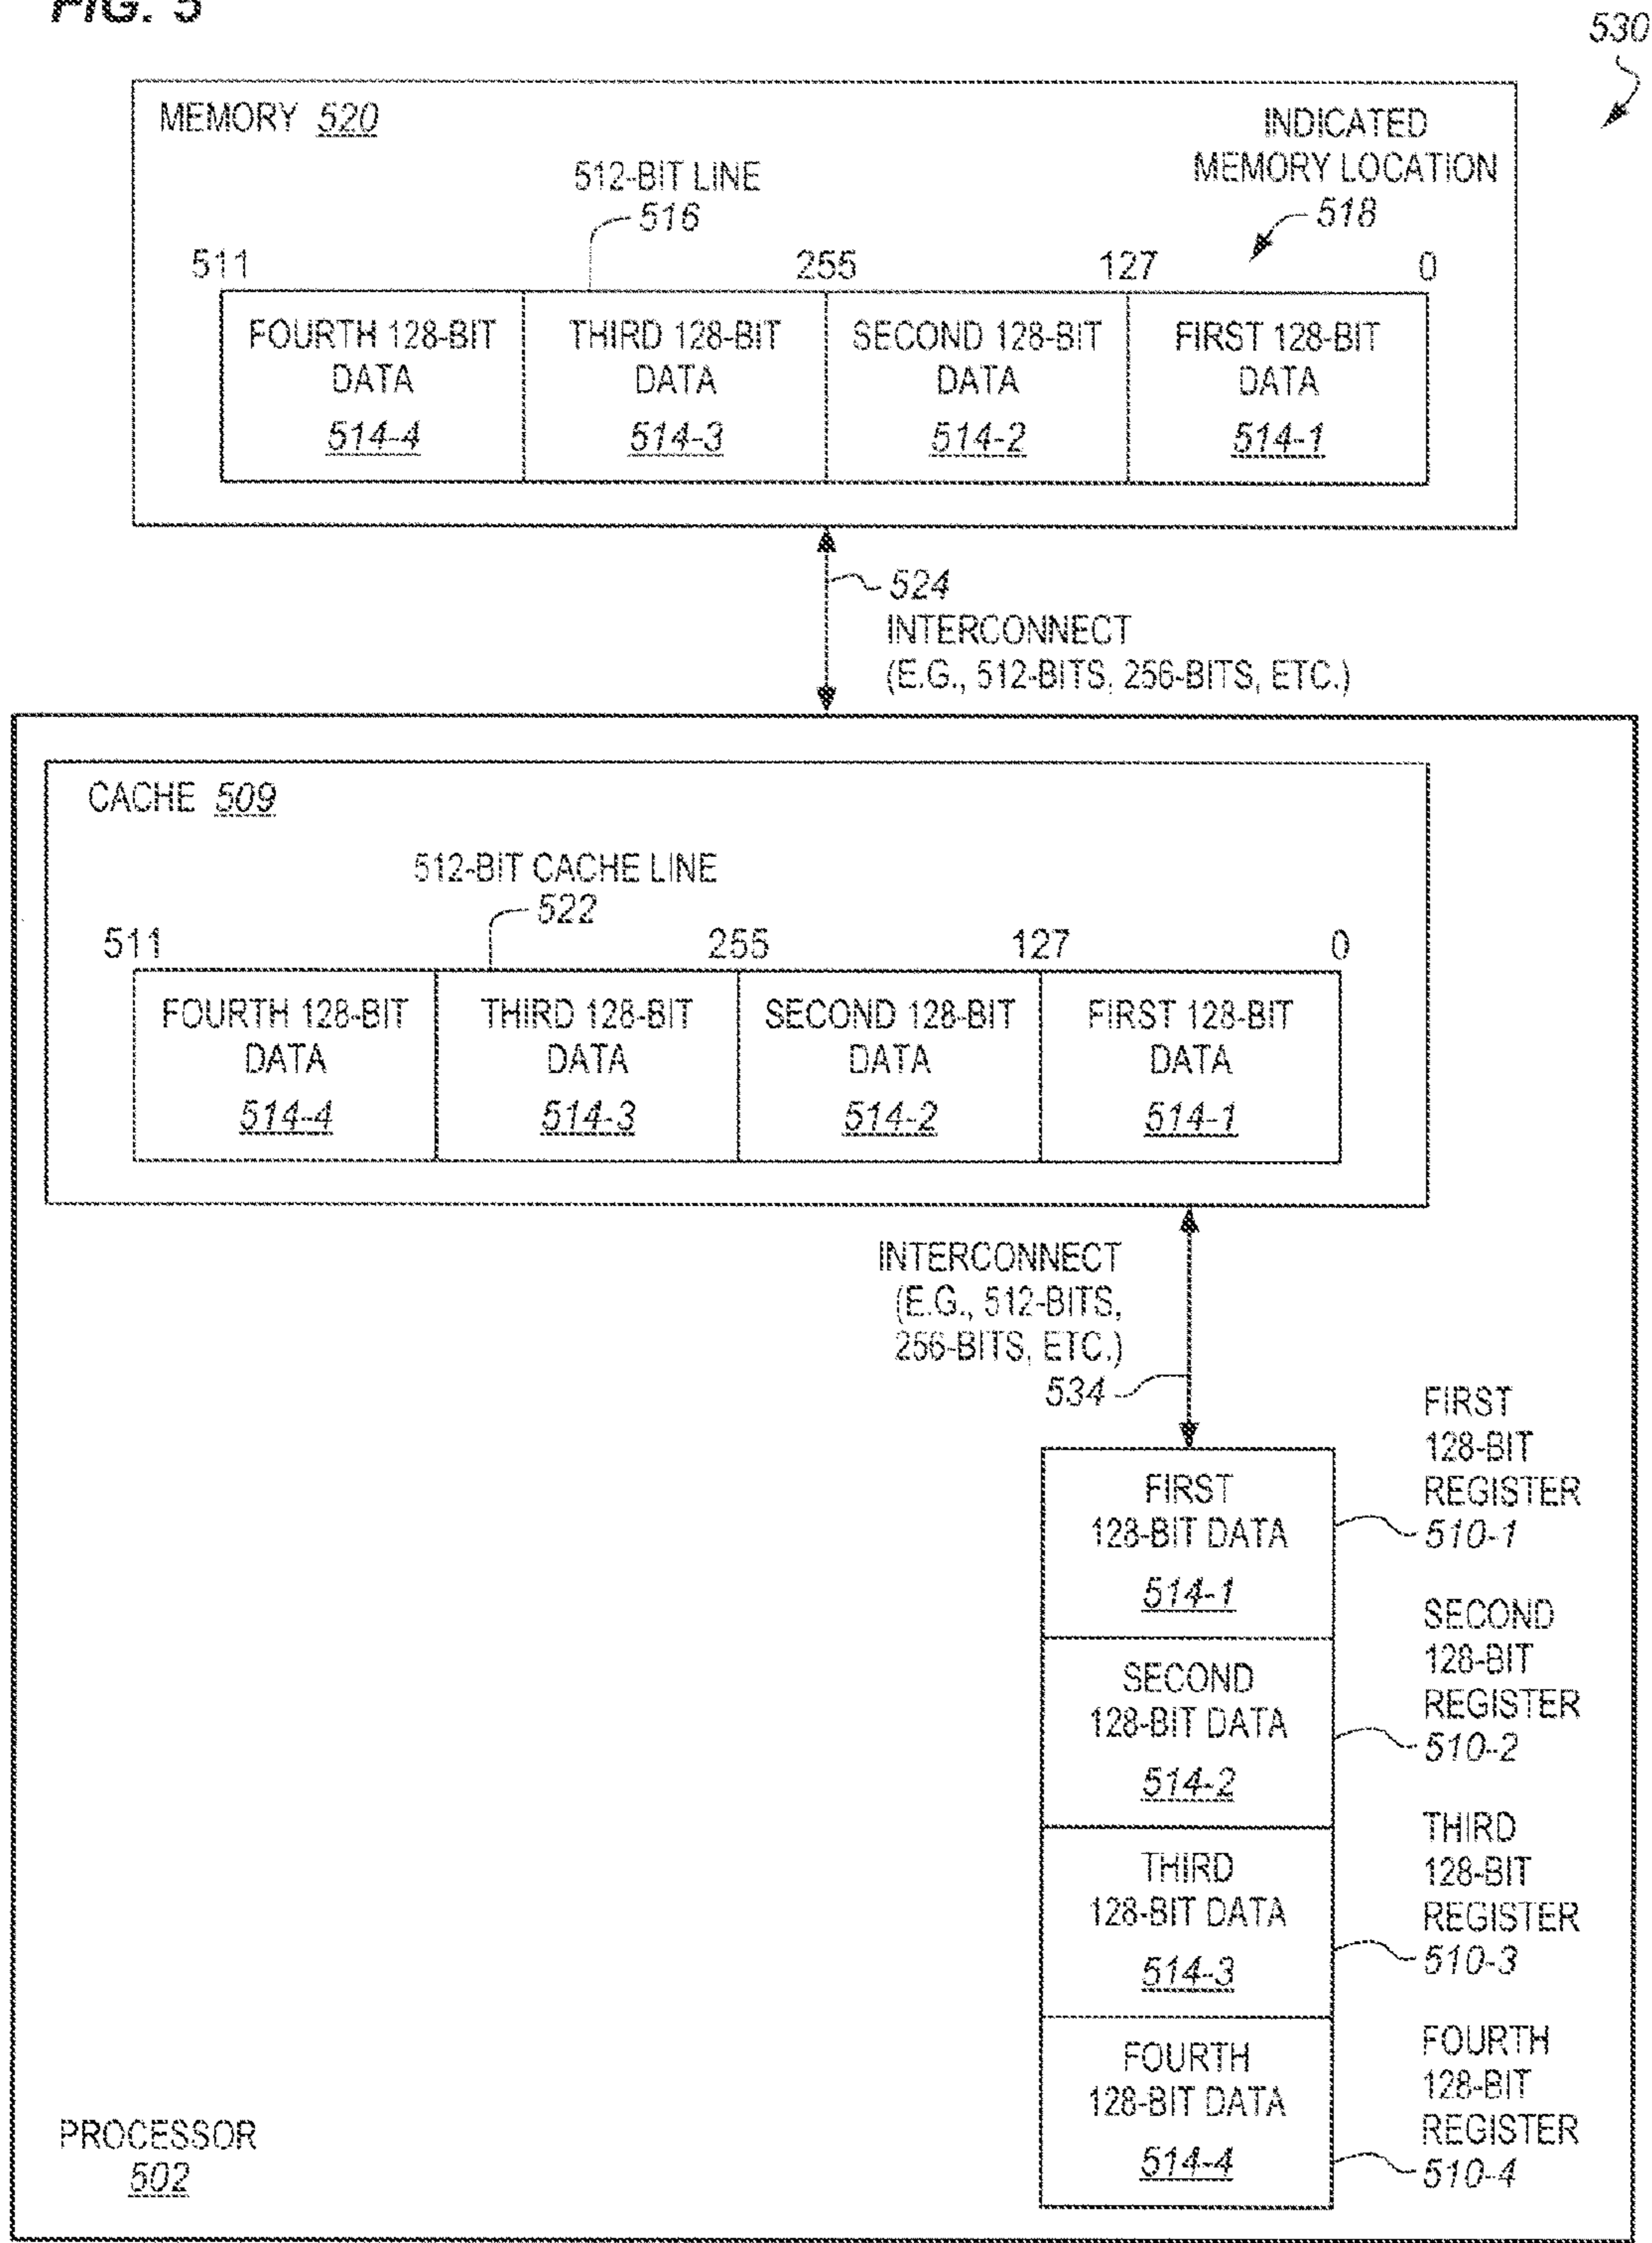 FIG. 5
530
MEMORY 520
INDICATED
MEMORY LOCATION
518
512-BIT LINE
516
511 255 127 0
FOURTH 128-BIT
DATA
514-4
THIRD 128-BIT
DATA
514-3
SECOND 128-BIT
DATA
514-2
FIRST 128-BIT
DATA
514-1
524
INTERCONNECT
(E.G., 512-BITS, 256-BITS, ETC.)
CACHE 509
512-BIT CACHE LINE
522
511 255 127 0
FOURTH 128-BIT
DATA
514-4
THIRD 128-BIT
DATA
514-3
SECOND 128-BIT
DATA
514-2
FIRST 128-BIT
DATA
514-1
INTERCONNECT
(E.G., 512-BITS,
256-BITS, ETC.)
534
FIRST
128-BIT DATA
514-1
FIRST
128-BIT
REGISTER
510-1
SECOND
128-BIT DATA
514-2
SECOND
128-BIT
REGISTER
510-2
THIRD
128-BIT DATA
514-3
THIRD
128-BIT
REGISTER
510-3
FOURTH
128-BIT DATA
514-4
FOURTH
128-BIT
REGISTER
510-4
PROCESSOR
502